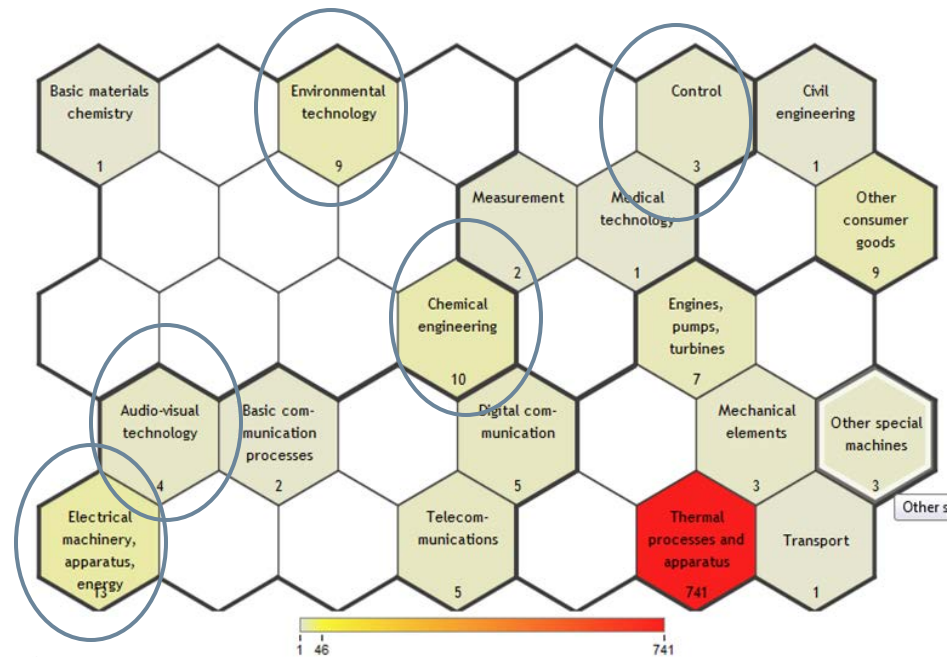 Basic materials
chemistry
1
Environmental
technology
9
Control
3
Civil
engineering
1
Measurement
2
Medical
technology
1
Other
consumer
goods
9
Chemical
engineering
10
Engines,
pumps,
turbines
7
Audio-visual
technology
4
Basic com-
munication
processes
2
Digital com-
munication
5
Mechanical
elements
3
Other special
machines
3
Other s
Electrical
machinery,
apparatus,
energy
13
Telecom-
munications
5
Thermal
processes and
apparatus
741
Transport
1
1 46 741